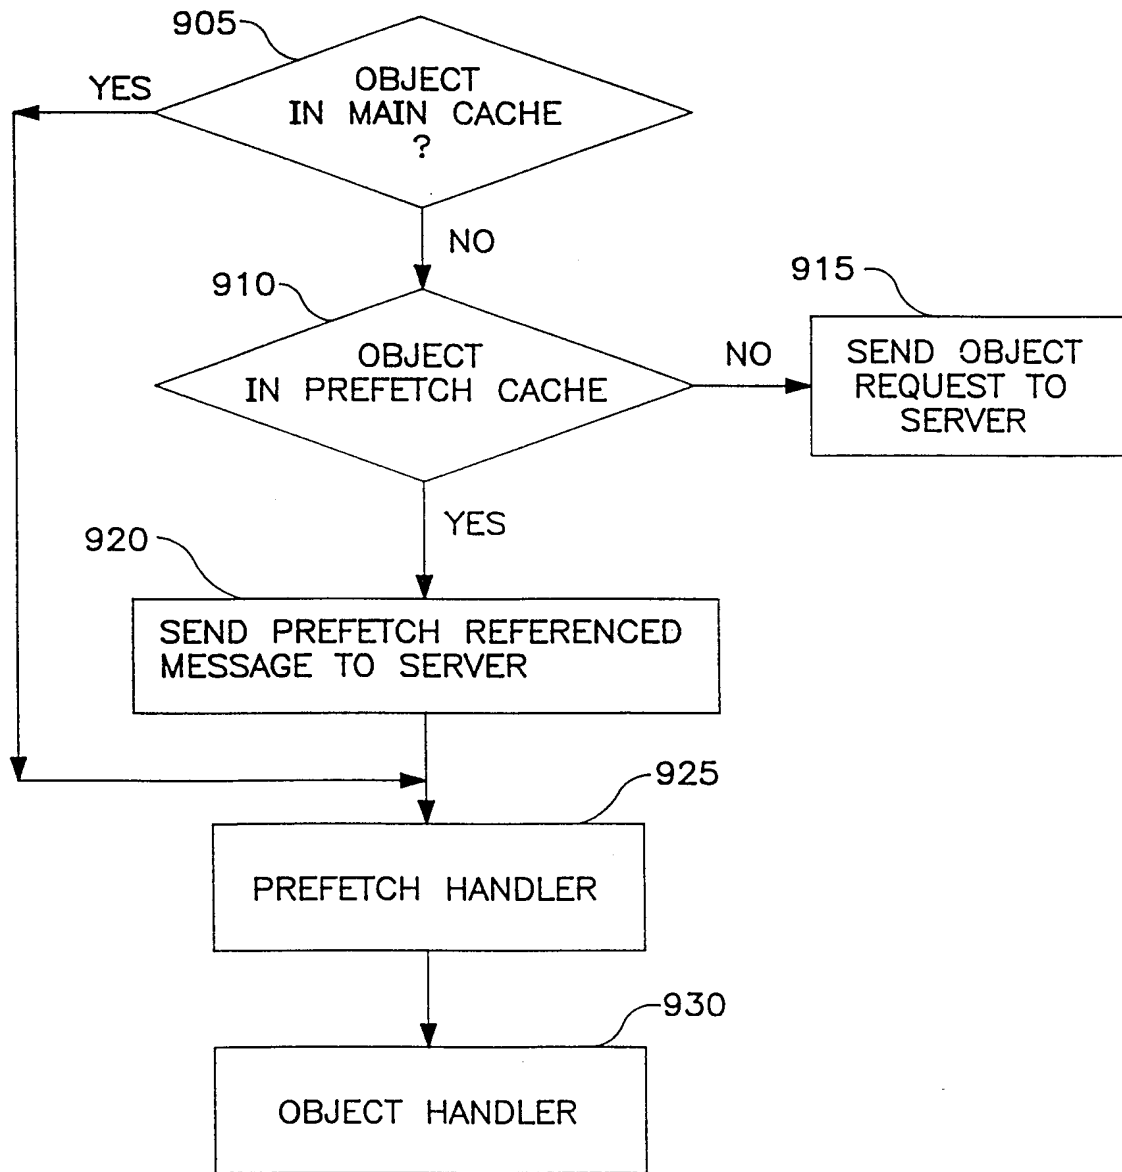 905
OBJECT
IN MAIN CACHE
?
YES
NO
910
OBJECT
IN PREFETCH CACHE
NO
915
SEND OBJECT
REQUEST TO
SERVER
YES
920
SEND PREFETCH REFERENCED
MESSAGE TO SERVER
925
PREFETCH HANDLER
930
OBJECT HANDLER